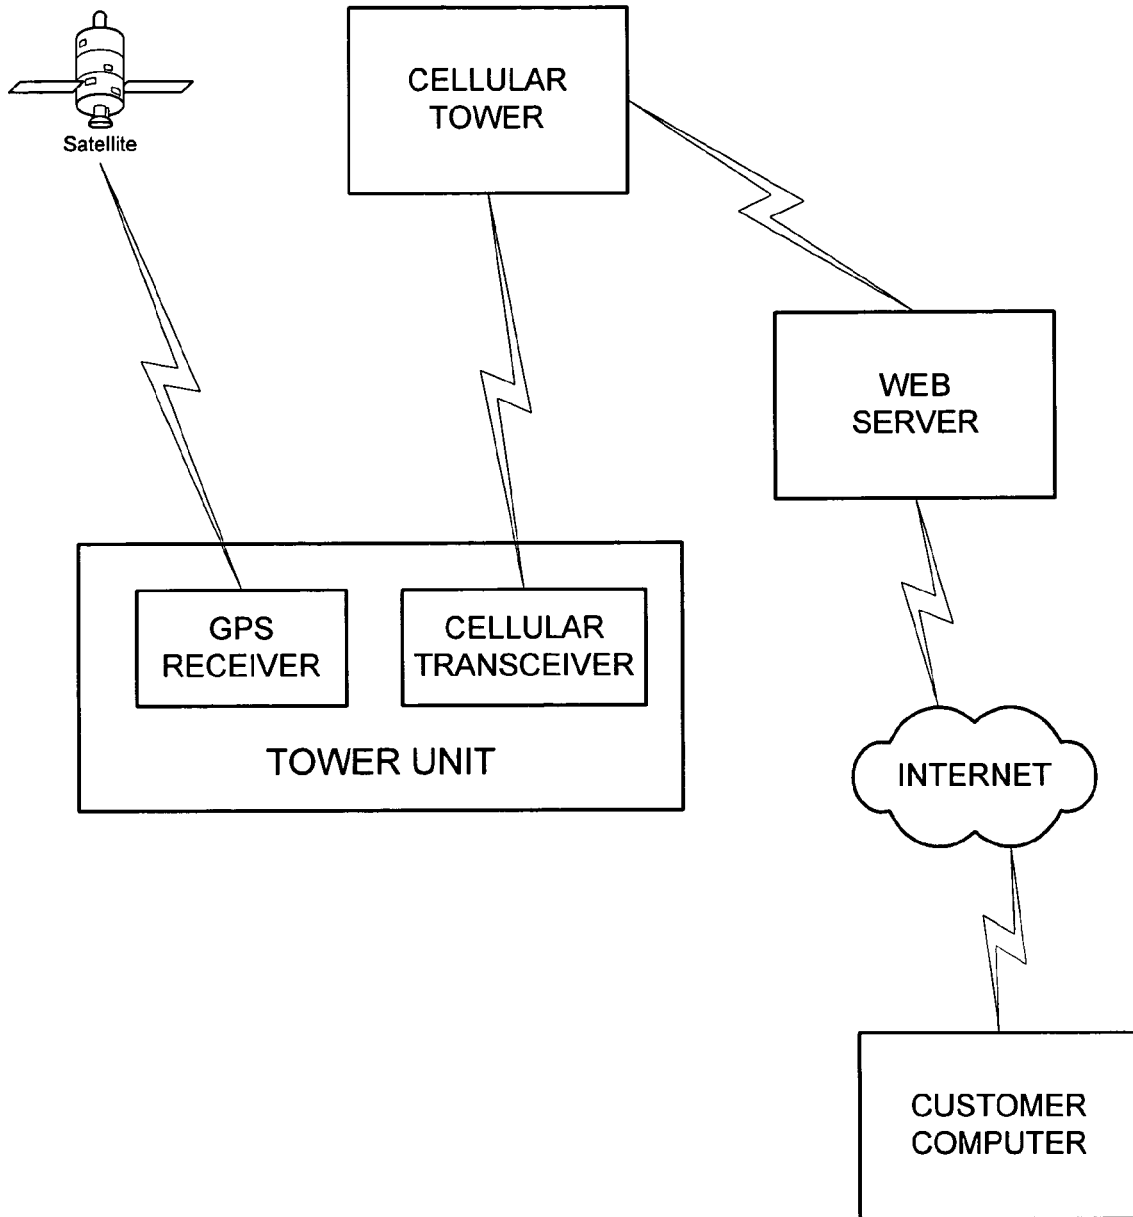 Satellite
CELLULAR
TOWER
WEB
SERVER
GPS
RECEIVER
CELLULAR
TRANSCEIVER
TOWER UNIT
INTERNET
CUSTOMER
COMPUTER